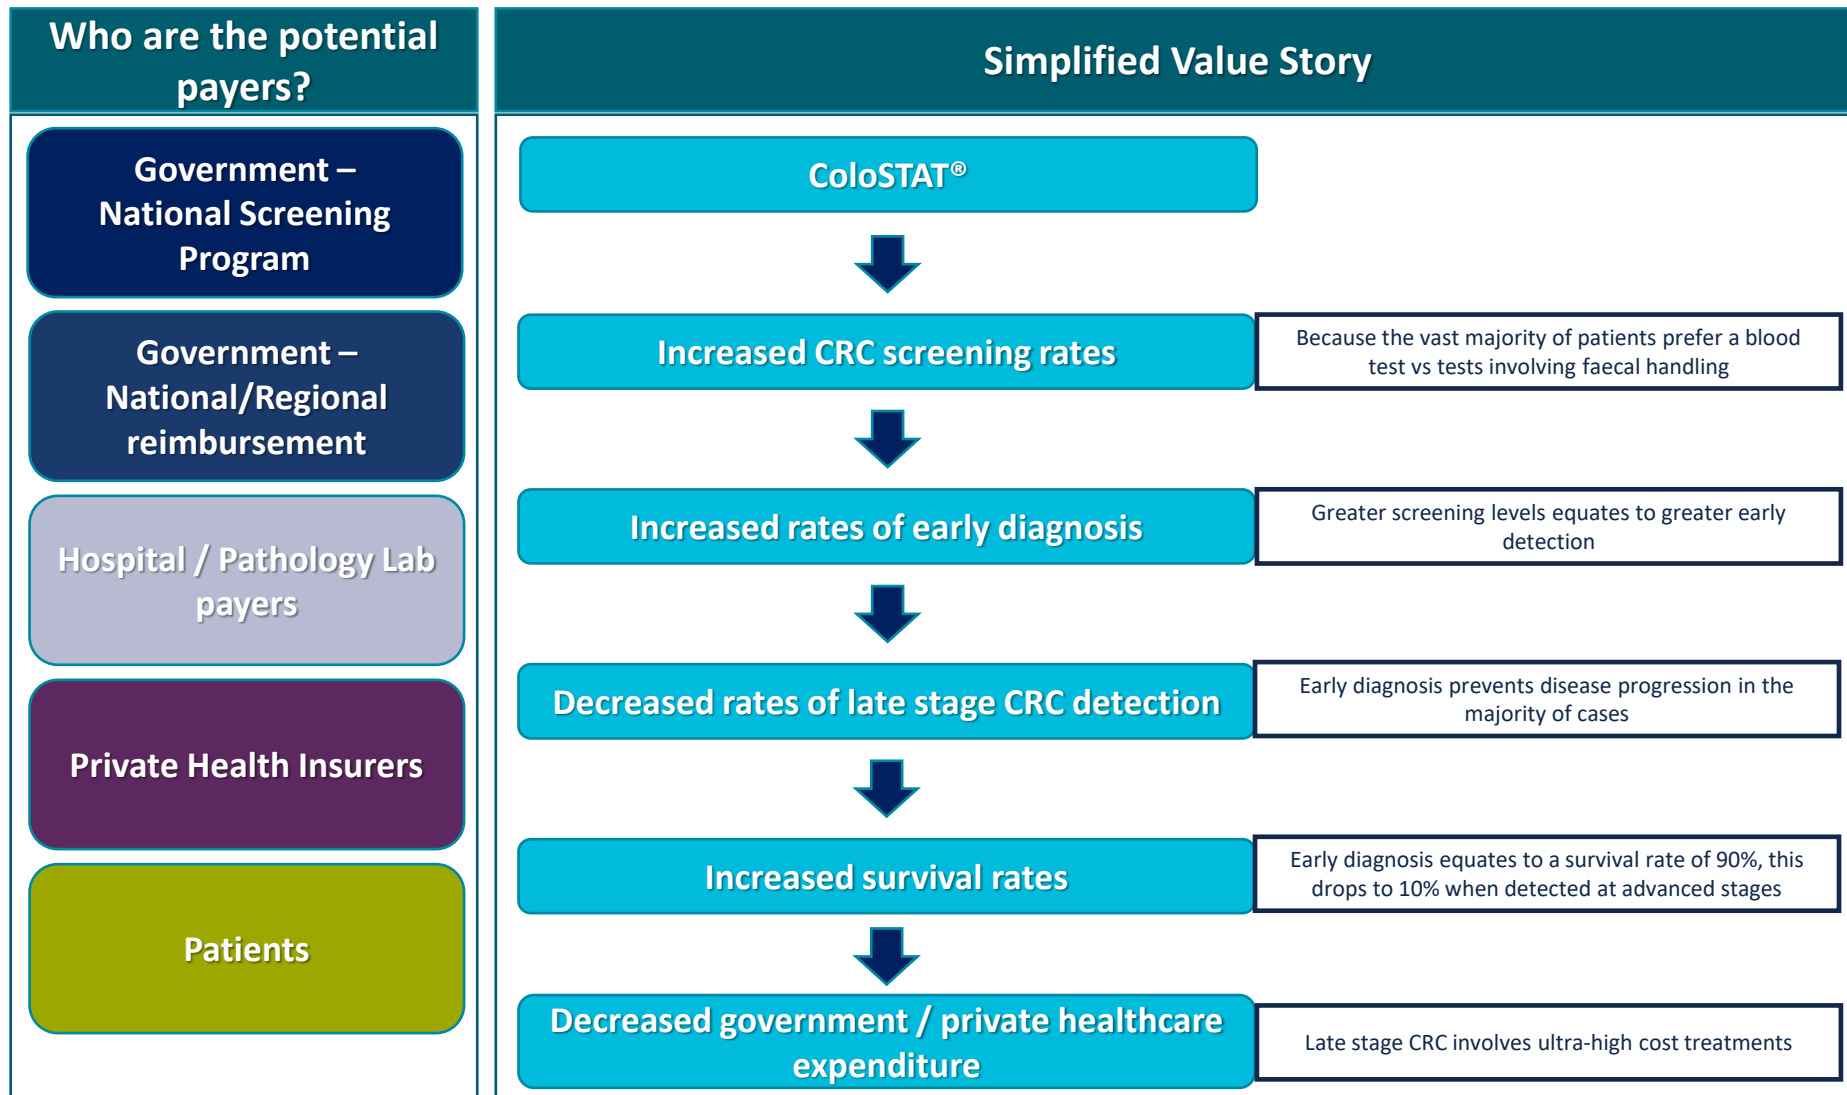 Who are the potential
payers?
Government –
National Screening
Program
Government –
National/Regional
reimbursement
Hospital / Pathology Lab
payers
Private Health Insurers
Patients
Simplified Value Story
ColoSTAT®
Increased CRC screening rates
Because the vast majority of patients prefer a blood
test vs tests involving faecal handling
Increased rates of early diagnosis
Greater screening levels equates to greater early
detection
Decreased rates of late stage CRC detection
Early diagnosis prevents disease progression in the
majority of cases
Increased survival rates
Early diagnosis equates to a survival rate of 90%, this
drops to 10% when detected at advanced stages
Decreased government / private healthcare
expenditure
Late stage CRC involves ultra-high cost treatments